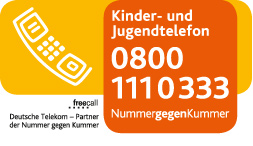 Kinder- und
Jugendtelefon
0800
1110333
NummergegenKummer
freecall
Deutsche Telekom – Partner
der Nummer gegen Kummer